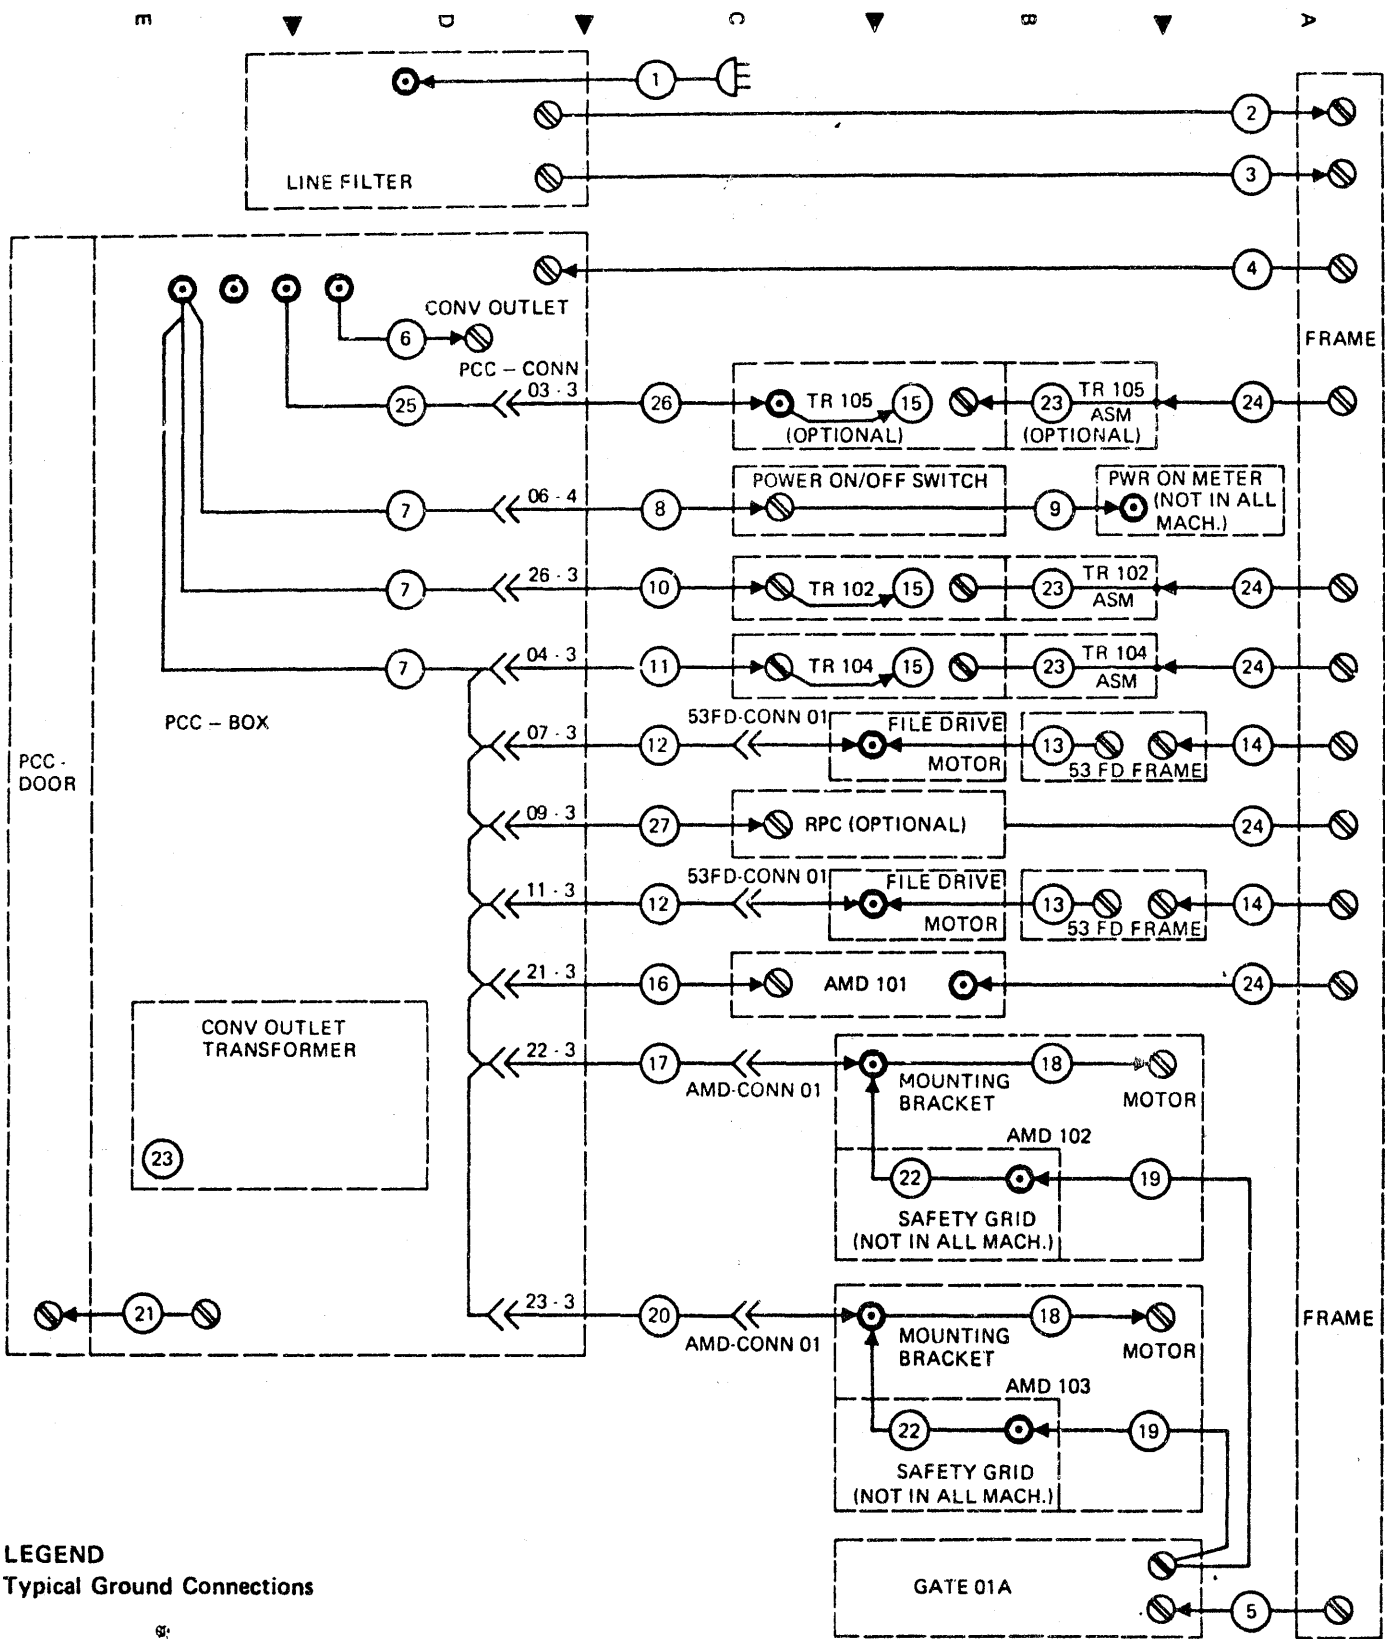 E D C B A
1
2
3
LINE FILTER
4
CONV OUTLET
6
FRAME
PCC - CONN
25
03 - 3
26
TR 105
15
(OPTIONAL)
23
TR 105
ASM
(OPTIONAL)
24
7
06 - 4
8
POWER ON/OFF SWITCH
9
PWR ON METER
(NOT IN ALL
MACH.)
7
26 - 3
10
TR 102
15
23
TR 102
ASM
24
7
04 - 3
11
TR 104
15
23
TR 104
ASM
24
PCC - BOX
PCC -
DOOR
07 - 3
12
53FD-CONN 01
FILE DRIVE
MOTOR
13
53 FD FRAME
14
09 - 3
27
RPC (OPTIONAL)
24
11 - 3
12
53FD-CONN 01
FILE DRIVE
MOTOR
13
53 FD FRAME
14
21 - 3
16
AMD 101
24
CONV OUTLET
TRANSFORMER
23
22 - 3
17
AMD-CONN 01
MOUNTING
BRACKET
18
MOTOR
AMD 102
22
19
SAFETY GRID
(NOT IN ALL MACH.)
21
23 - 3
20
AMD-CONN 01
MOUNTING
BRACKET
18
MOTOR
FRAME
AMD 103
22
19
SAFETY GRID
(NOT IN ALL MACH.)
GATE 01A
5
LEGEND
Typical Ground Connections